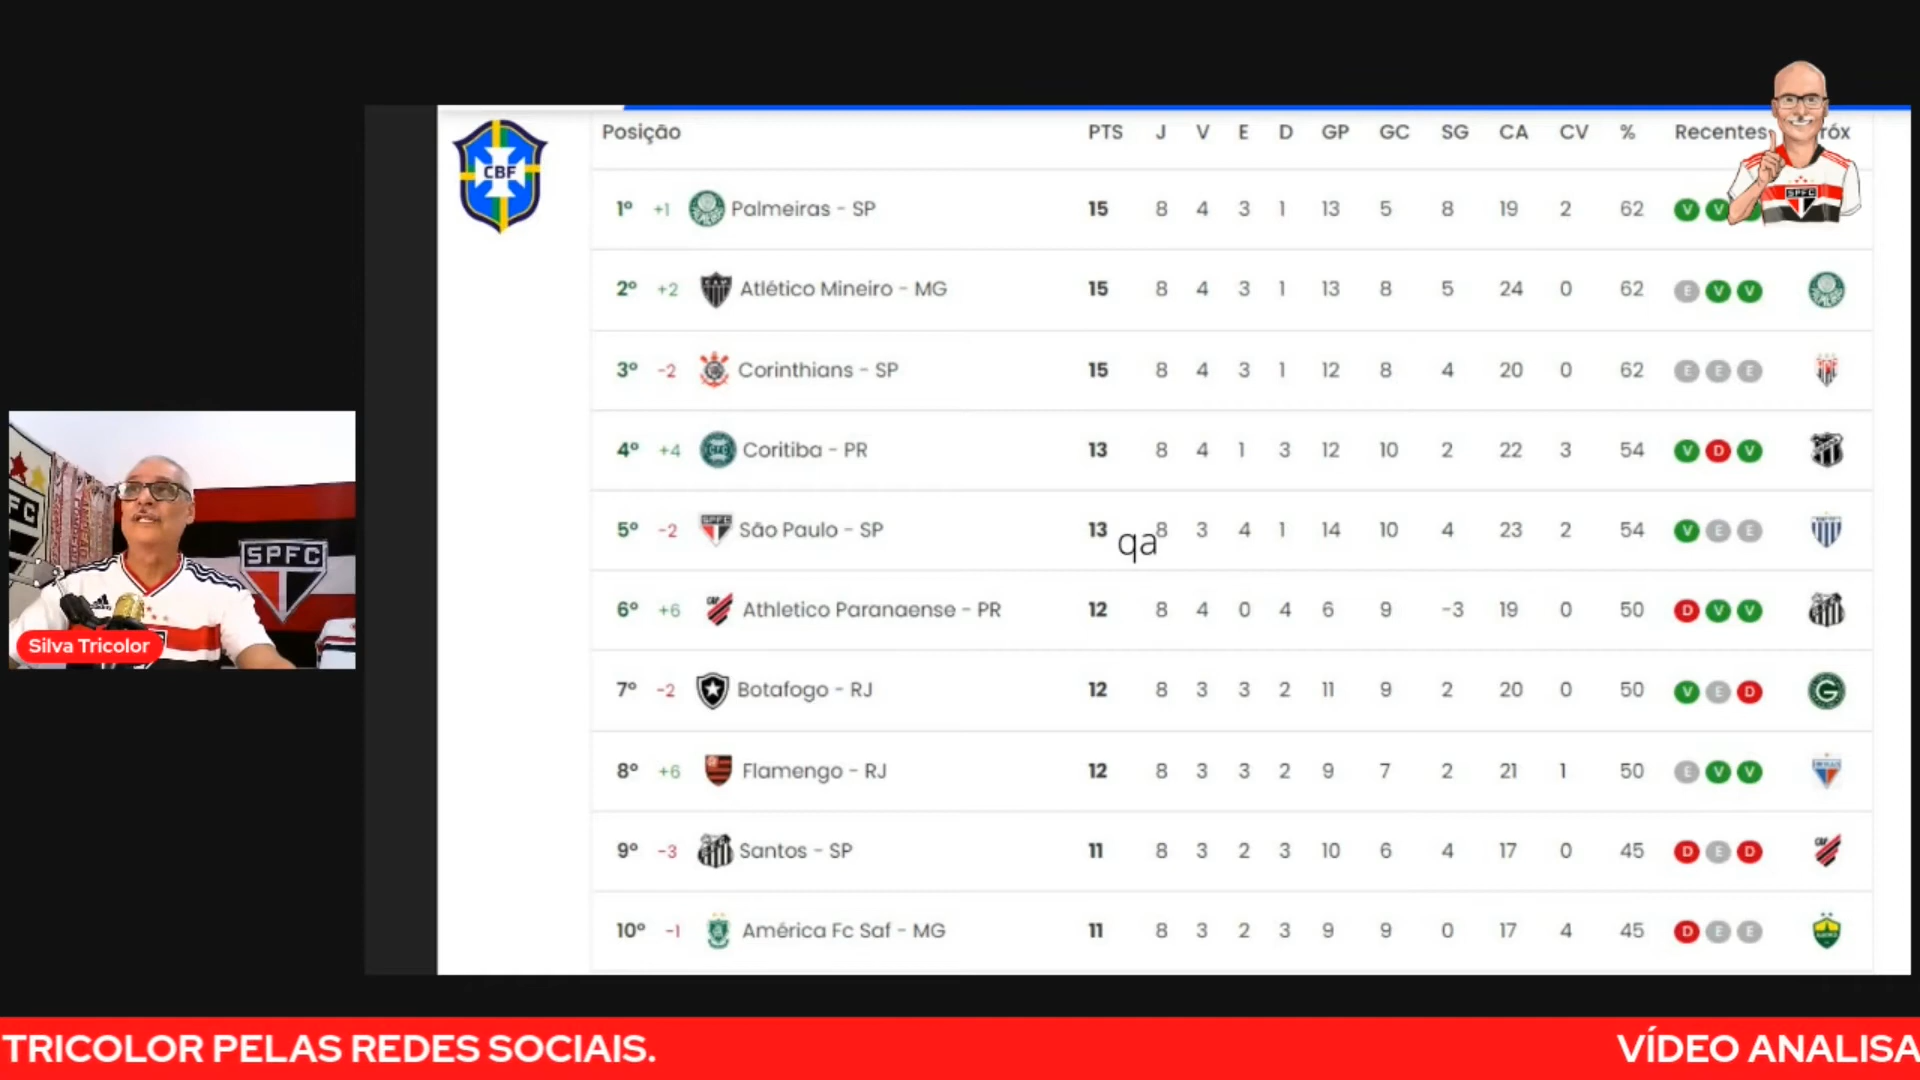 Posição PTS J V E D GP GC SG CA CV % Recentes róx
CBF
1º +1 Palmeiras - SP 15 8 4 3 1 13 5 8 19 2 62 V V
2º +2 Atlético Mineiro - MG 15 8 4 3 1 13 8 5 24 0 62 E V V
3º -2 Corinthians - SP 15 8 4 3 1 12 8 4 20 0 62 E E E
4º +4 Coritiba - PR 13 8 4 1 3 12 10 2 22 3 54 V D V
5º -2 São Paulo - SP 13 8 3 4 1 14 10 4 23 2 54 V E E
qa
6º +6 Athletico Paranaense - PR 12 8 4 0 4 6 9 -3 19 0 50 D V V
7º -2 Botafogo - RJ 12 8 3 3 2 11 9 2 20 0 50 V E D
8º +6 Flamengo - RJ 12 8 3 3 2 9 7 2 21 1 50 E V V
9º -3 Santos - SP 11 8 3 2 3 10 6 4 17 0 45 D E D
10º -1 América Fc Saf - MG 11 8 3 2 3 9 9 0 17 4 45 D E E
SPFC
SPFC
FC
Silva Tricolor
TRICOLOR PELAS REDES SOCIAIS. VÍDEO ANALISA